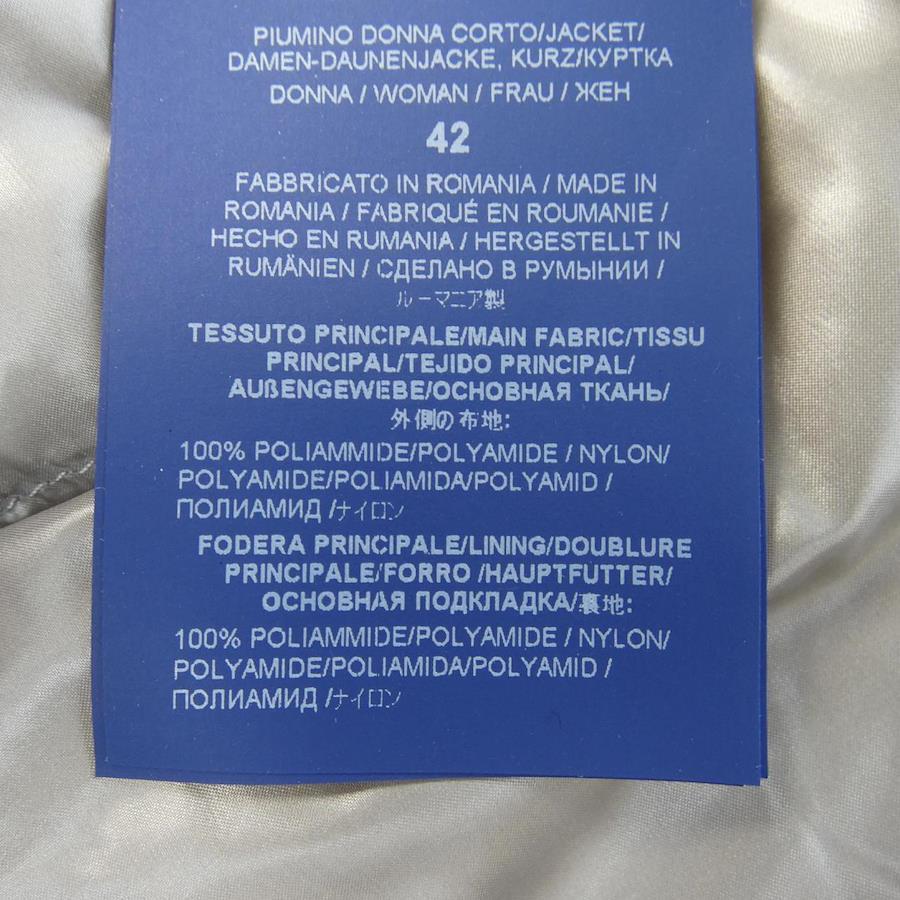 PIUMINO DONNA CORTO/JACKET/
DAMEN-DAUNENJACKE, KURZ/КУРТКА
DONNA / WOMAN / FRAU / ЖЕН
42
FABBRICATO IN ROMANIA / MADE IN
ROMANIA / FABRIQUÉ EN ROUMANIE /
HECHO EN RUMANIA / HERGESTELLT IN
RUMÄNIEN / СДЕЛАНО В РУМЫНИИ /
ルーマニア製
TESSUTO PRINCIPALE/MAIN FABRIC/TISSU
PRINCIPAL/TEJIDO PRINCIPAL/
AUßENGEWEBE/ОСНОВНАЯ ТКАНЬ/
外側の布地:
100% POLIAMMIDE/POLYAMIDE / NYLON/
POLYAMIDE/POLIAMIDA/POLYAMID /
ПОЛИАМИД /ナイロン
FODERA PRINCIPALE/LINING/DOUBLURE
PRINCIPALE/FORRO /HAUPTFUTTER/
ОСНОВНАЯ ПОДКЛАДКА/裏地:
100% POLIAMMIDE/POLYAMIDE / NYLON/
POLYAMIDE/POLIAMIDA/POLYAMID /
ПОЛИАМИД /ナイロン